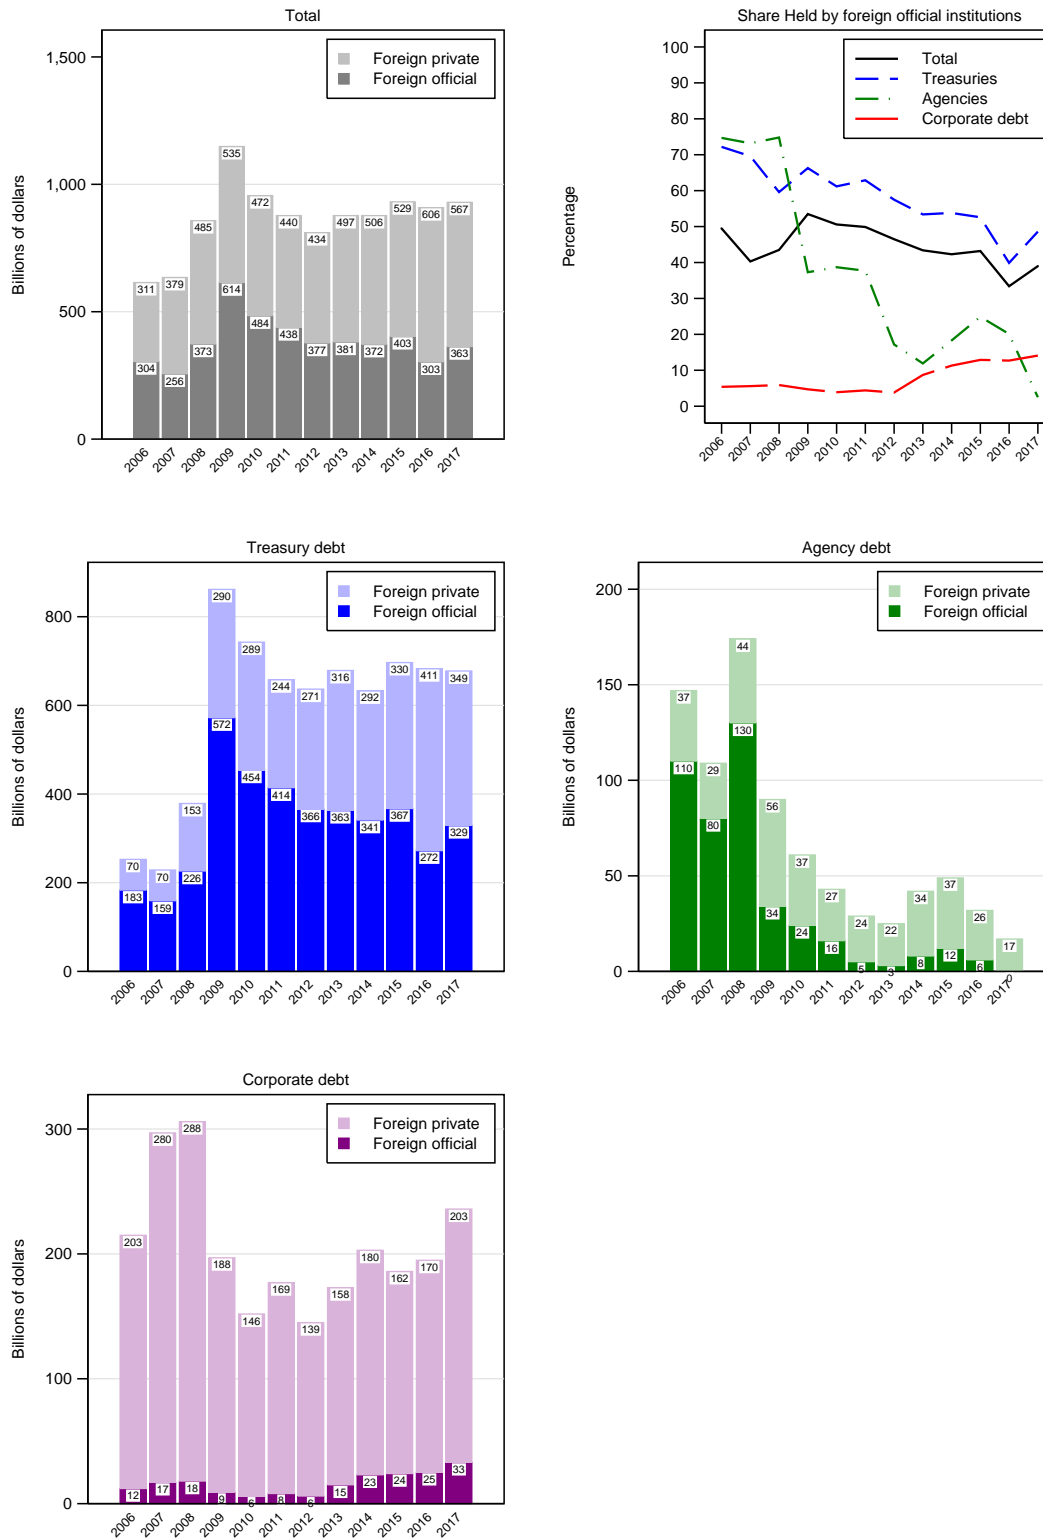 Total
Billions of dollars
1,500
1,000
500
0
Foreign private
Foreign official
535
472
440
434
497
506
529
606
567
485
311
379
614
484
438
377
381
372
403
303
363
373
304
256
2006 2007 2008 2009 2010 2011 2012 2013 2014 2015 2016 2017
Share Held by foreign official institutions
Percentage
100
90
80
70
60
50
40
30
20
10
0
Total
Treasuries
Agencies
Corporate debt
2006 2007 2008 2009 2010 2011 2012 2013 2014 2015 2016 2017
Treasury debt
Billions of dollars
800
600
400
200
0
Foreign private
Foreign official
70 70 153 290 289 244 271 316 292 330 411 349
183 159 226 572 454 414 366 363 341 367 272 329
2006 2007 2008 2009 2010 2011 2012 2013 2014 2015 2016 2017
Agency debt
Billions of dollars
200
150
100
50
0
Foreign private
Foreign official
37 29 44 56 37 27 24 22 34 37 26 17
110 80 130 34 24 16 5 3 8 12 6 0
2006 2007 2008 2009 2010 2011 2012 2013 2014 2015 2016 2017
Corporate debt
Billions of dollars
300
200
100
0
Foreign private
Foreign official
203 280 288 188 146 169 139 158 180 162 170 203
12 17 18 9 6 8 6 15 23 24 25 33
2006 2007 2008 2009 2010 2011 2012 2013 2014 2015 2016 2017